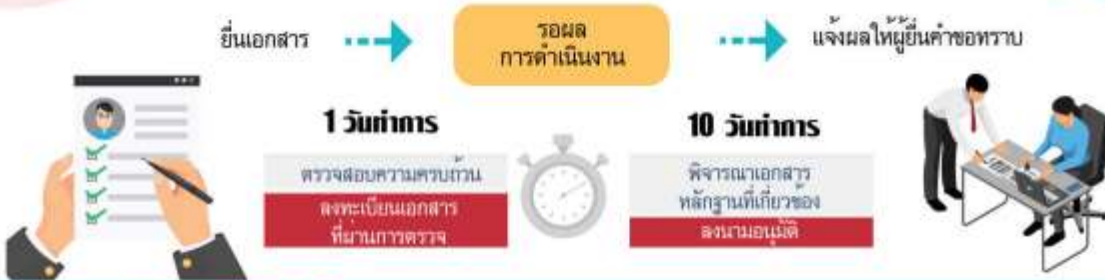 ยื่นเอกสาร
รอผล
การดำเนินงาน
แจ้งผลให้ผู้ยื่นคำขอทราบ
1 วันทำการ
ตรวจสอบความครบถ้วน
ลงทะเบียนเอกสาร
ที่ผ่านการตรวจ
10 วันทำการ
พิจารณาเอกสาร
หลักฐานที่เกี่ยวข้อง
ลงนามอนุมัติ